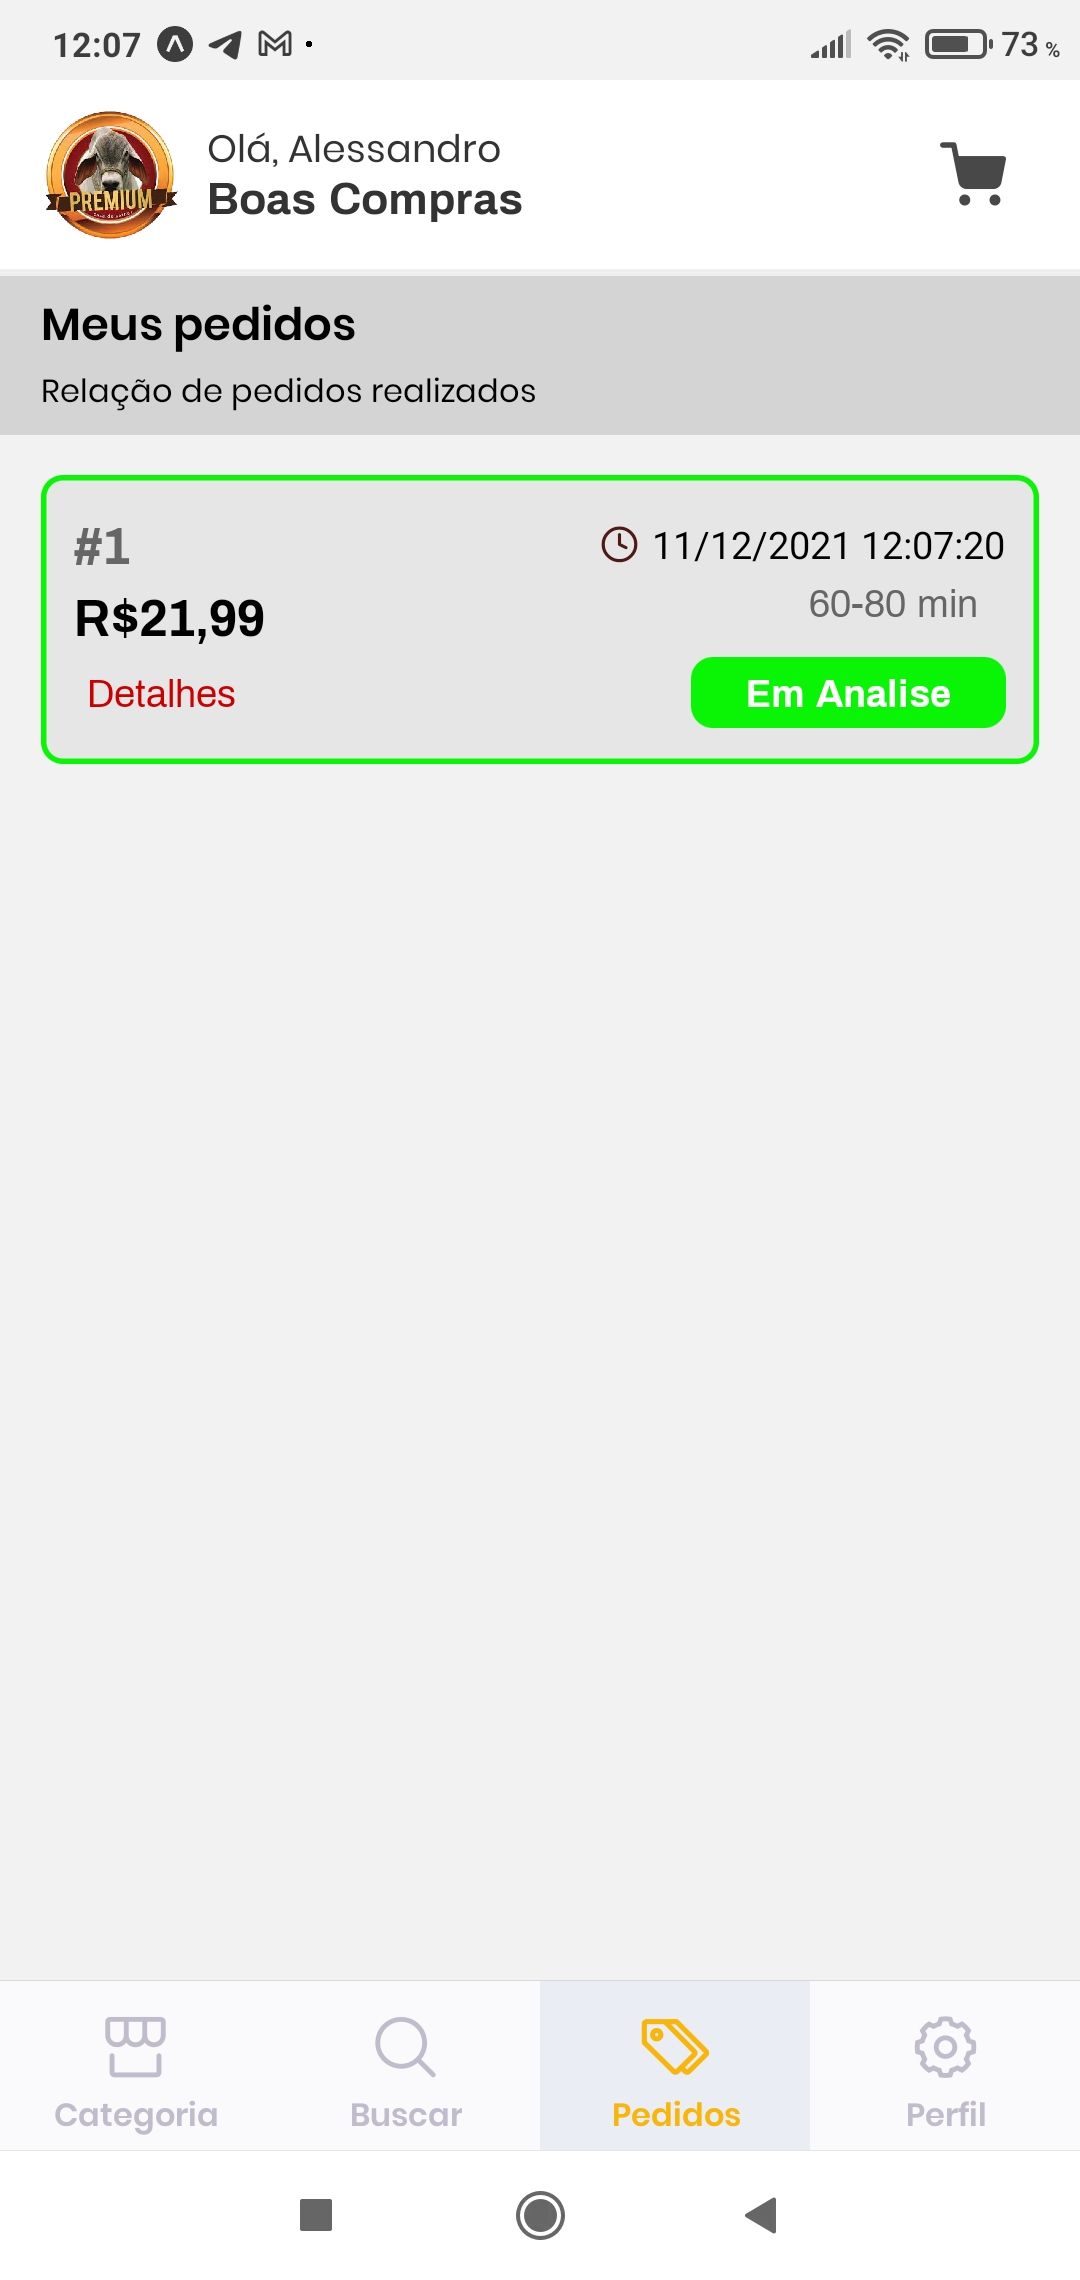 12:07
73 %
PREMIUM
Olá, Alessandro
Boas Compras
Meus pedidos
Relação de pedidos realizados
#1
11/12/2021 12:07:20
R$21,99
60-80 min
Detalhes
Em Analise
Categoria
Buscar
Pedidos
Perfil